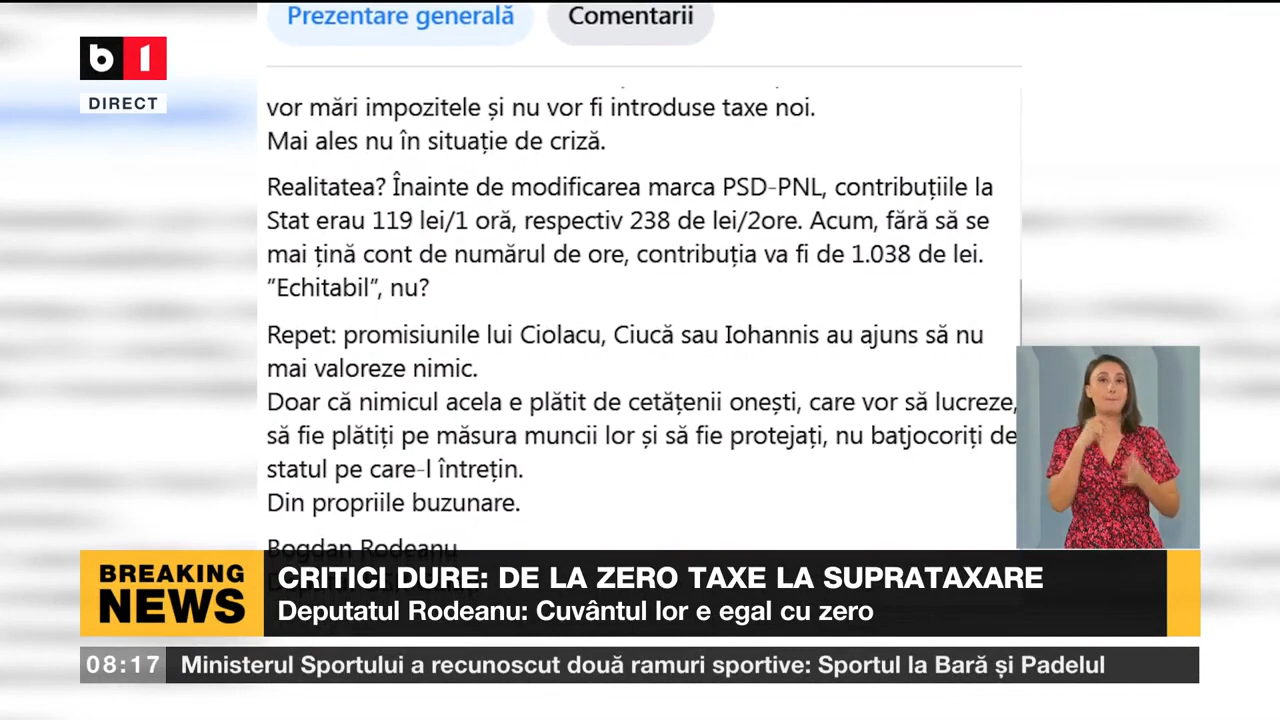 Prezentare generală
Comentarii
b1
DIRECT
vor mări impozitele și nu vor fi introduse taxe noi.
Mai ales nu în situație de criză.
Realitatea? Înainte de modificarea marca PSD-PNL, contribuțiile la
Stat erau 119 lei/1 oră, respectiv 238 de lei/2ore. Acum, fără să se
mai țină cont de numărul de ore, contribuția va fi de 1.038 de lei.
”Echitabil”, nu?
Repet: promisiunile lui Ciolacu, Ciucă sau Iohannis au ajuns să nu
mai valoreze nimic.
Doar că nimicul acela e plătit de cetățenii onești, care vor să lucreze,
să fie plătiți pe măsura muncii lor și să fie protejați, nu batjocoriți de
statul pe care-l întrețin.
Din propriile buzunare.
Bogdan Rodeanu
BREAKING
NEWS
CRITICI DURE: DE LA ZERO TAXE LA SUPRATAXARE
Deputatul Rodeanu: Cuvântul lor e egal cu zero
08:17
Ministerul Sportului a recunoscut două ramuri sportive: Sportul la Bară și Padelul